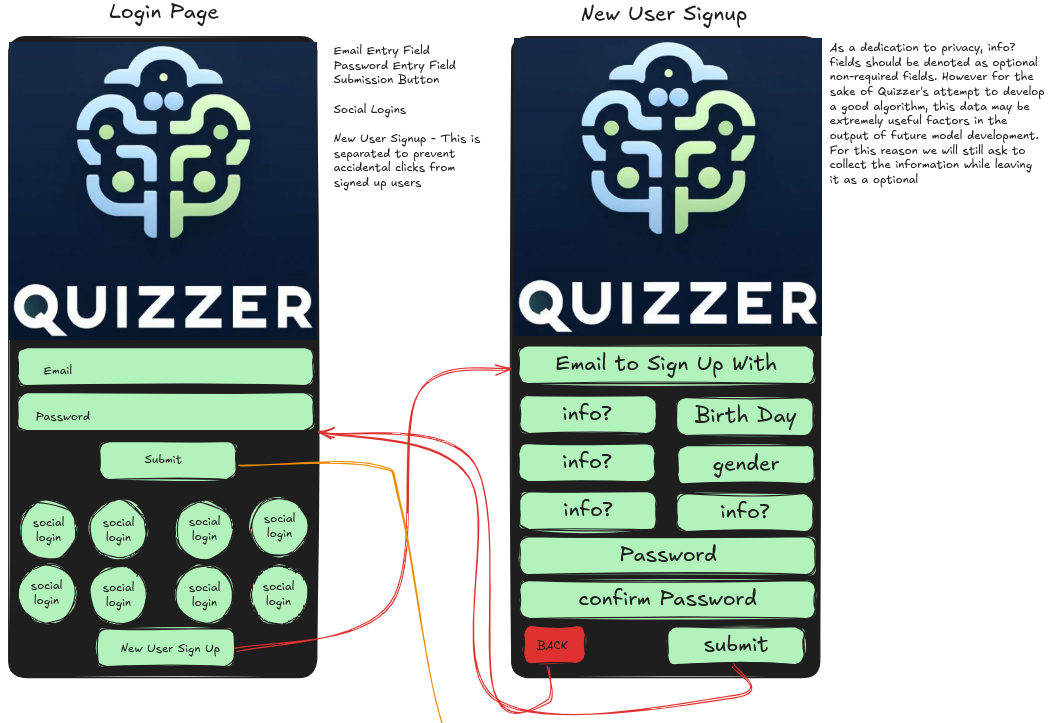 Login Page
Email Entry Field
Password Entry Field
Submission Button
Social Logins
New User Signup - This is
separated to prevent
accidental clicks from
signed up users
QUIZZER
Email
Password
Submit
social
login
social
login
social
login
social
login
social
login
social
login
social
login
social
login
New User Sign Up
New User Signup
As a dedication to privacy, info?
fields should be denoted as optional
non-required fields. However for the
sake of Quizzer's attempt to develop
a good algorithm, this data may be
extremely useful factors in the
output of future model development.
For this reason we will still ask to
collect the information while leaving
it as a optional
QUIZZER
Email to Sign Up With
info?
Birth Day
info?
gender
info?
info?
Password
confirm Password
BACK
submit